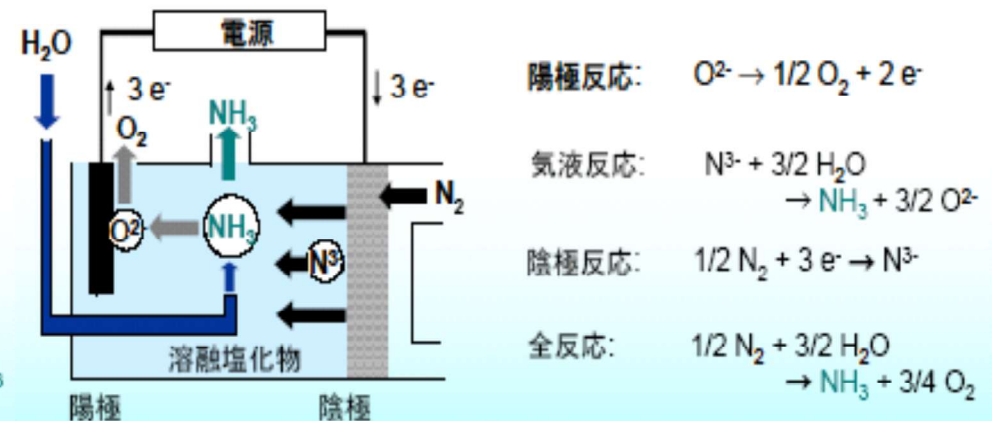 電源
H₂O
3 e⁻
3 e⁻
NH₃
O₂
N₂
O²⁻
NH₃
N³⁻
溶融塩化物
陽極
陰極
陽極反応: O²⁻ → 1/2 O₂ + 2 e⁻
気液反応: N³⁻ + 3/2 H₂O
→ NH₃ + 3/2 O²⁻
陰極反応: 1/2 N₂ + 3 e⁻ → N³⁻
全反応: 1/2 N₂ + 3/2 H₂O
→ NH₃ + 3/4 O₂